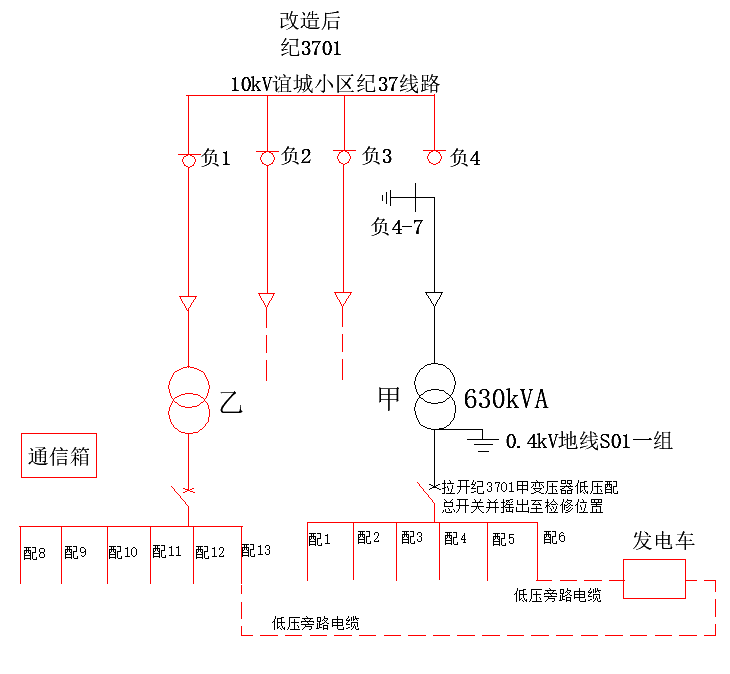 改造后
纪3701
10kV谊城小区纪37线路
负1
负2
负3
负4
负4-7
乙
甲
630kVA
0.4kV地线S01一组
通信箱
拉开纪3701甲变压器低压配
总开关并摇出至检修位置
配8
配9
配10
配11
配12
配13
配1
配2
配3
配4
配5
配6
发电车
低压旁路电缆
低压旁路电缆